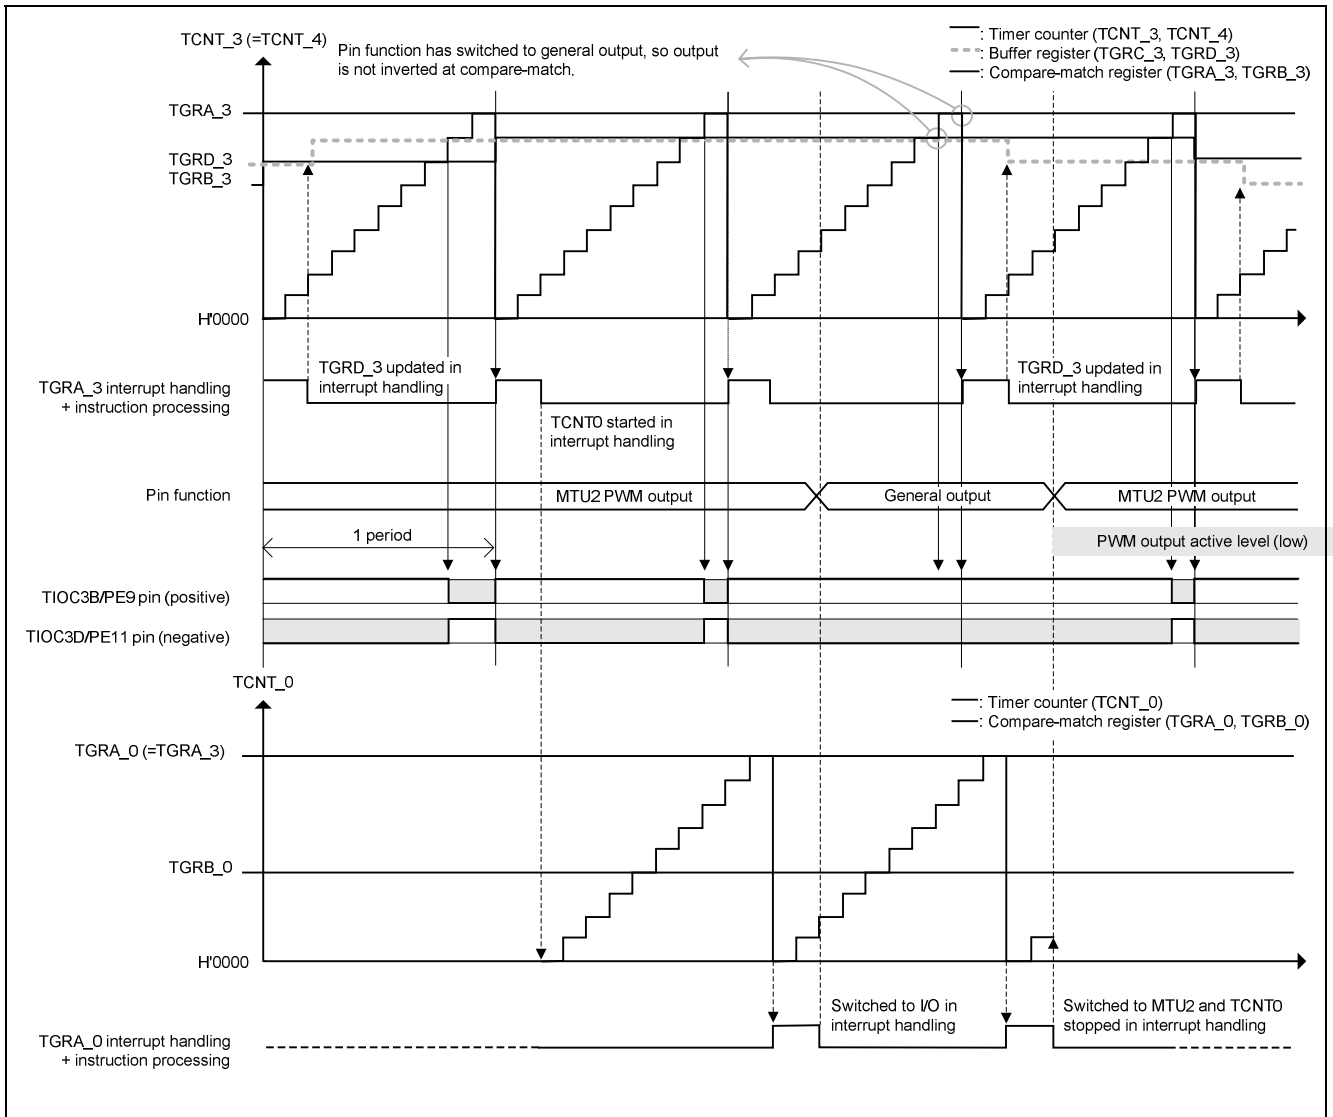 TCNT_3 (=TCNT_4)
Pin function has switched to general output, so output
is not inverted at compare-match.
: Timer counter (TCNT_3, TCNT_4)
: Buffer register (TGRC_3, TGRD_3)
: Compare-match register (TGRA_3, TGRB_3)
TGRA_3
TGRD_3
TGRB_3
H'0000
TGRA_3 interrupt handling
+ instruction processing
TGRD_3 updated in
interrupt handling
TGRD_3 updated in
interrupt handling
TCNT0 started in
interrupt handling
Pin function
MTU2 PWM output
General output
MTU2 PWM output
1 period
PWM output active level (low)
TIOC3B/PE9 pin (positive)
TIOC3D/PE11 pin (negative)
TCNT_0
: Timer counter (TCNT_0)
: Compare-match register (TGRA_0, TGRB_0)
TGRA_0 (=TGRA_3)
TGRB_0
H'0000
Switched to I/O in
interrupt handling
Switched to MTU2 and TCNT0
stopped in interrupt handling
TGRA_0 interrupt handling
+ instruction processing